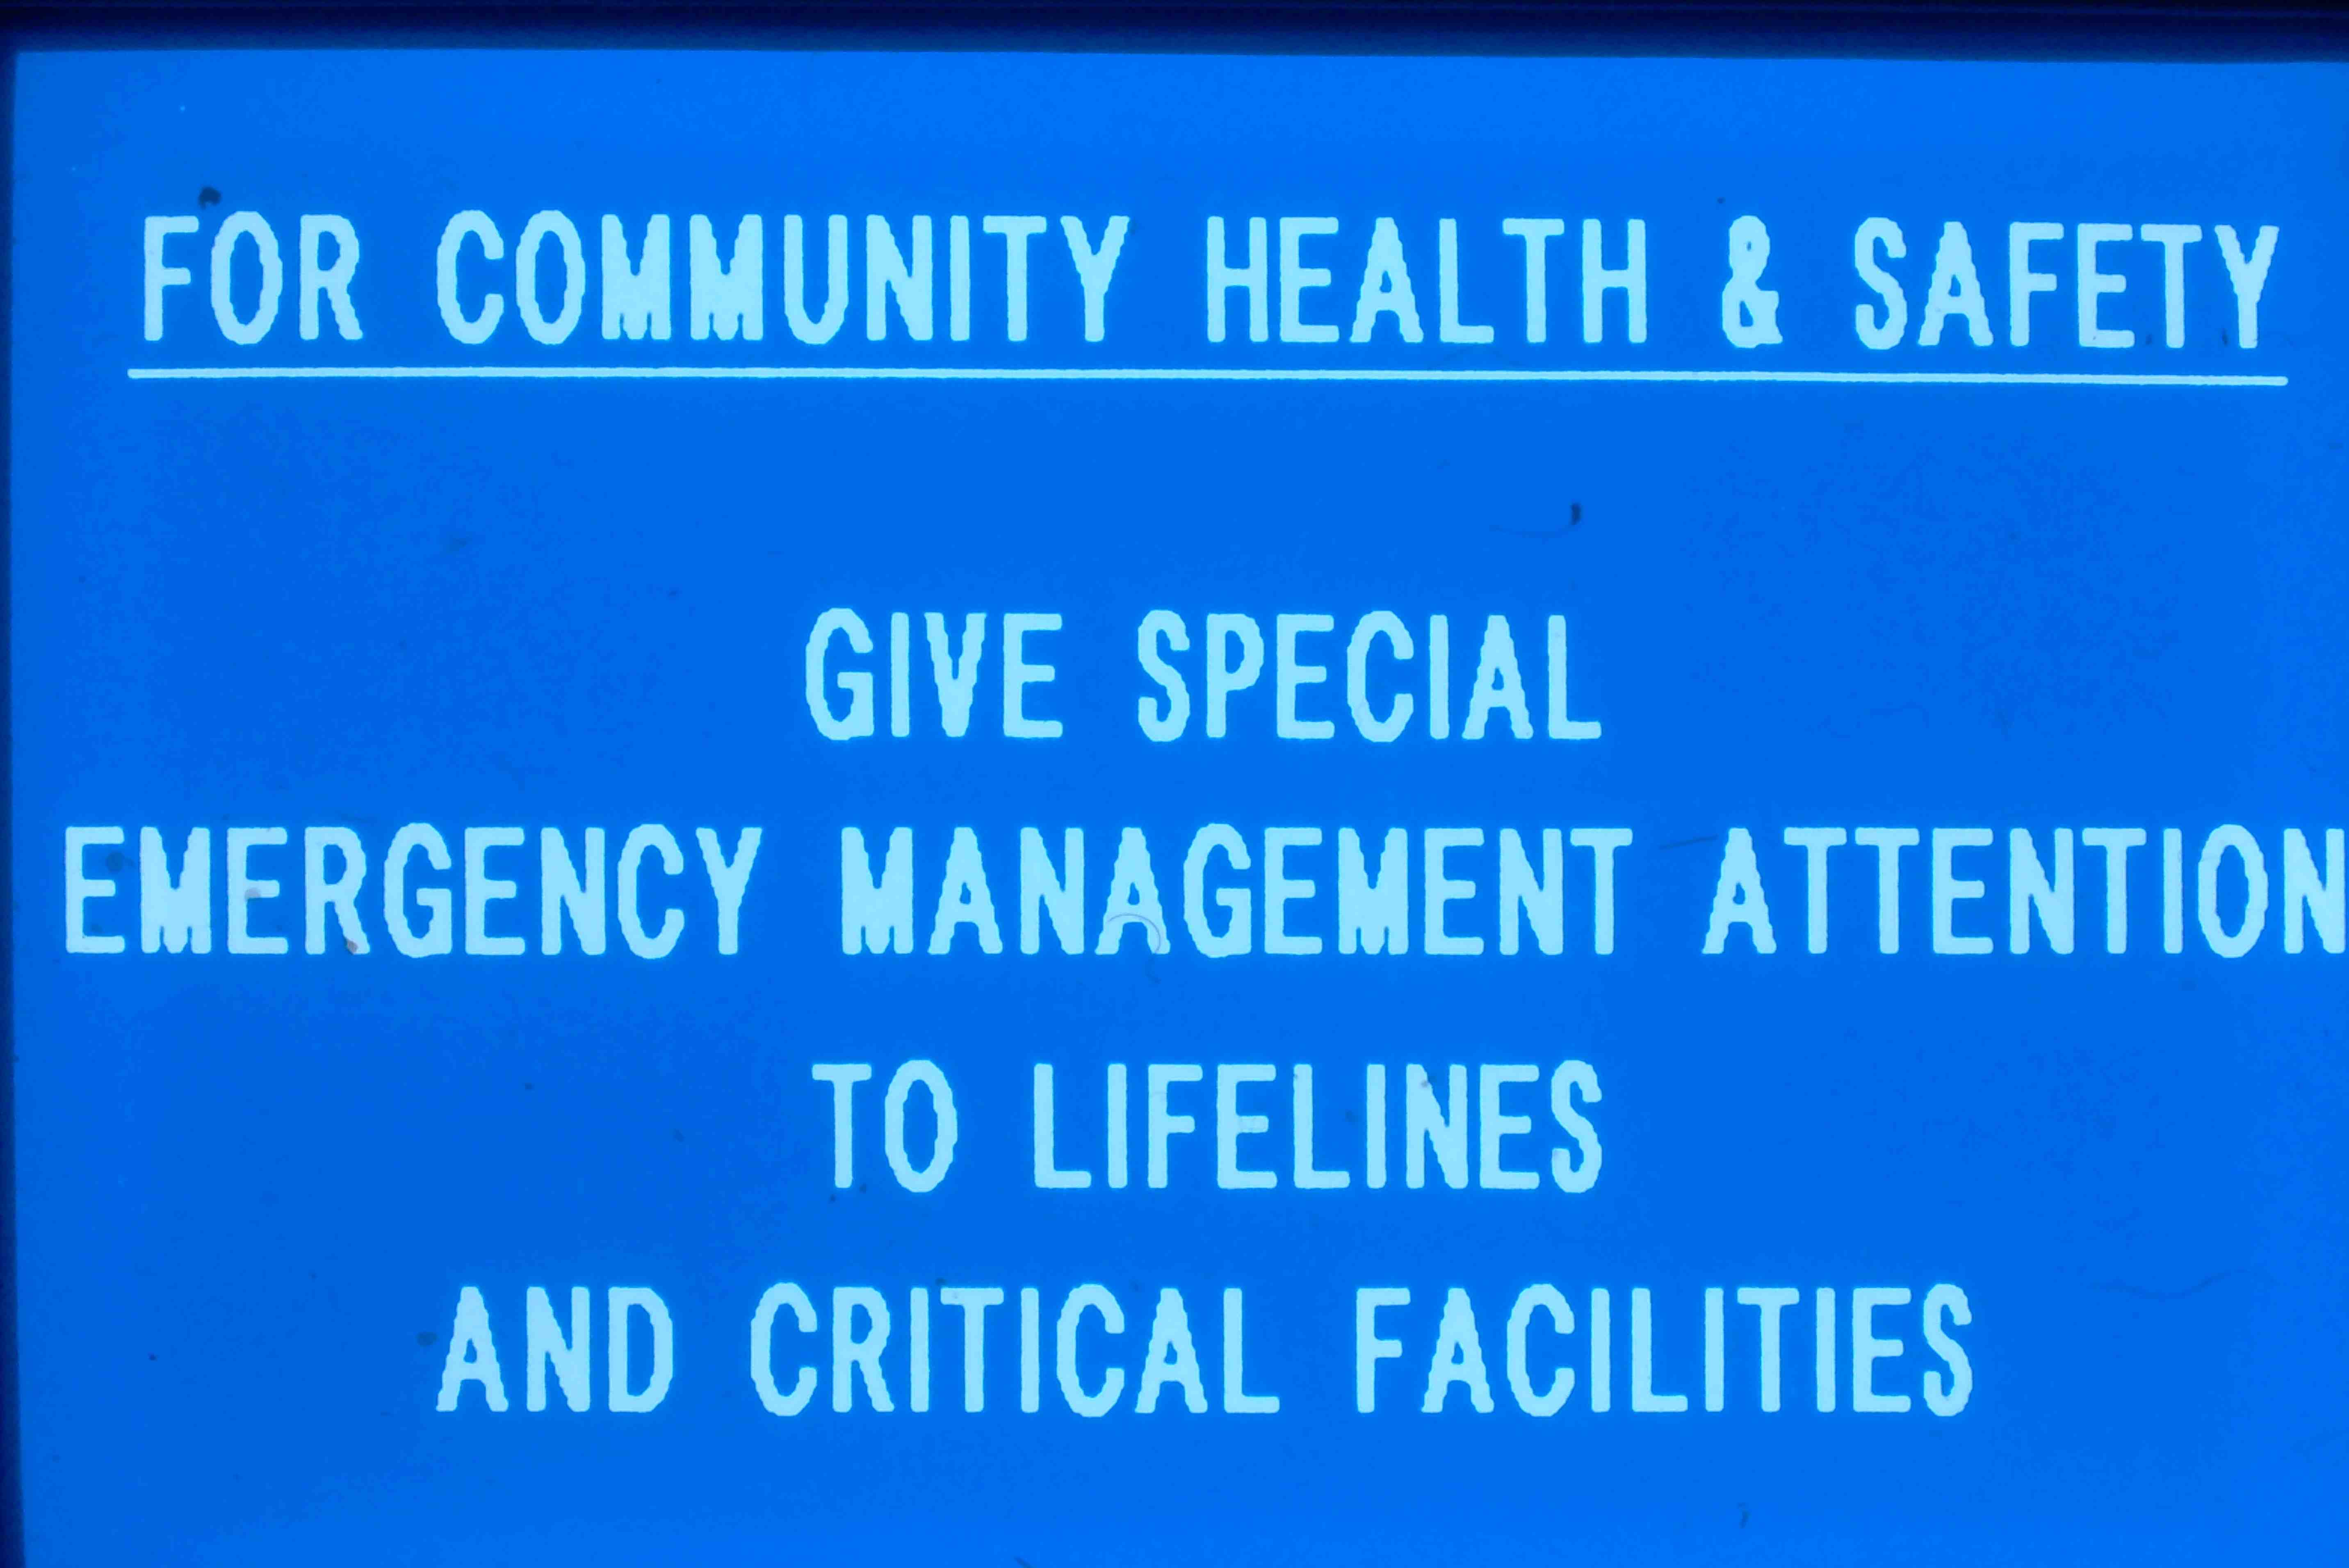 FOR COMMUNITY HEALTH & SAFETY
GIVE SPECIAL
EMERGENCY MANAGEMENT ATTENTION
TO LIFELINES
AND CRITICAL FACILITIES